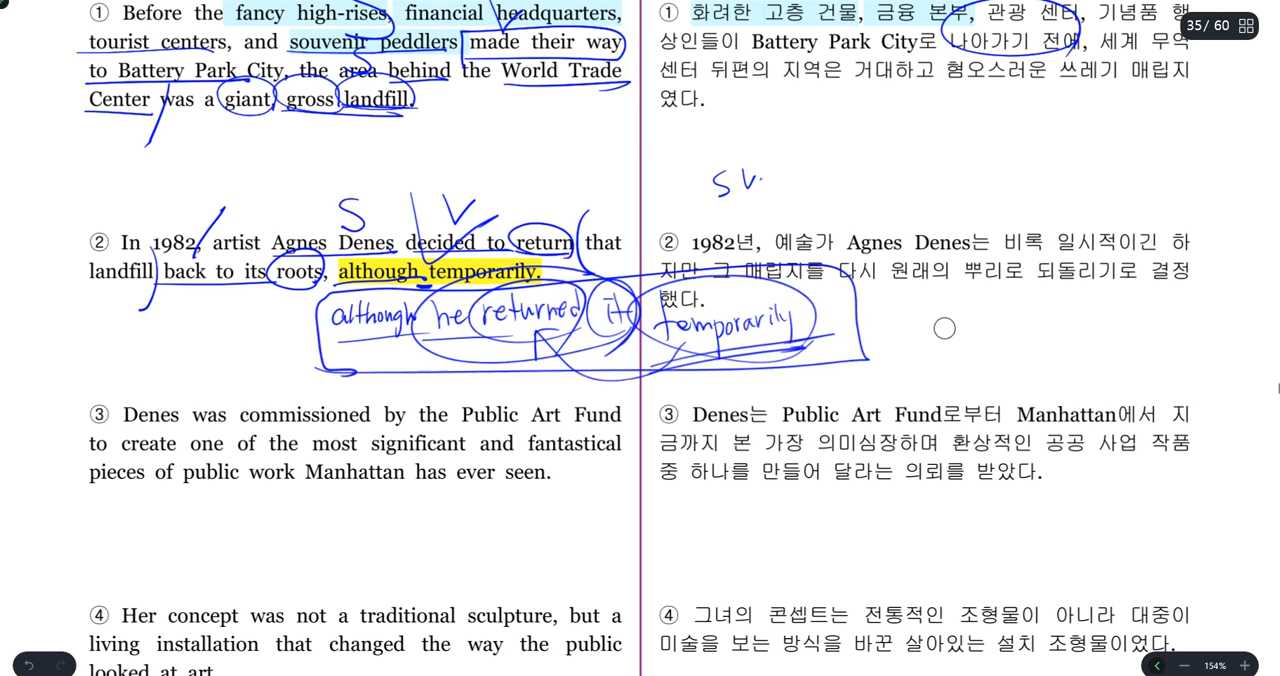 ① Before the fancy high-rises, financial headquarters,
tourist centers, and souvenir peddlers made their way
to Battery Park City, the area behind the World Trade
Center was a giant, gross landfill.
① 화려한 고층 건물, 금융 본부, 관광 센터, 기념품 행
상인들이 Battery Park City로 나아가기 전에, 세계 무역
센터 뒤편의 지역은 거대하고 혐오스러운 쓰레기 매립지
였다.
35/60
S V.
S V
② In 1982, artist Agnes Denes decided to return that
landfill back to its roots, although temporarily.
although he returned it temporarily
② 1982년, 예술가 Agnes Denes는 비록 일시적이긴 하
지만 그 매립지를 다시 원래의 뿌리로 되돌리기로 결정
했다.
③ Denes was commissioned by the Public Art Fund
to create one of the most significant and fantastical
pieces of public work Manhattan has ever seen.
③ Denes는 Public Art Fund로부터 Manhattan에서 지
금까지 본 가장 의미심장하며 환상적인 공공 사업 작품
중 하나를 만들어 달라는 의뢰를 받았다.
④ Her concept was not a traditional sculpture, but a
living installation that changed the way the public
looked at art.
④ 그녀의 콘셉트는 전통적인 조형물이 아니라 대중이
미술을 보는 방식을 바꾼 살아있는 설치 조형물이었다.
154%